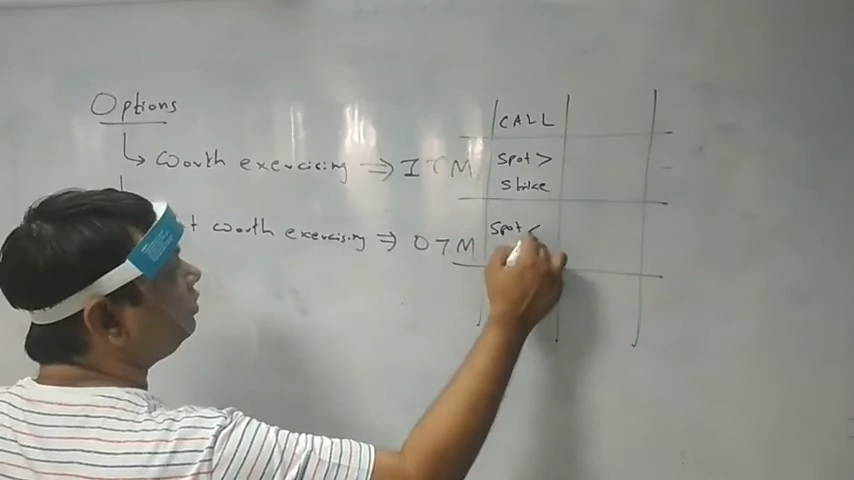 Options
Worth exercising ⇒ ITM
t worth exercising ⇒ OTM
CALL
Spot >
Strike
Spot <